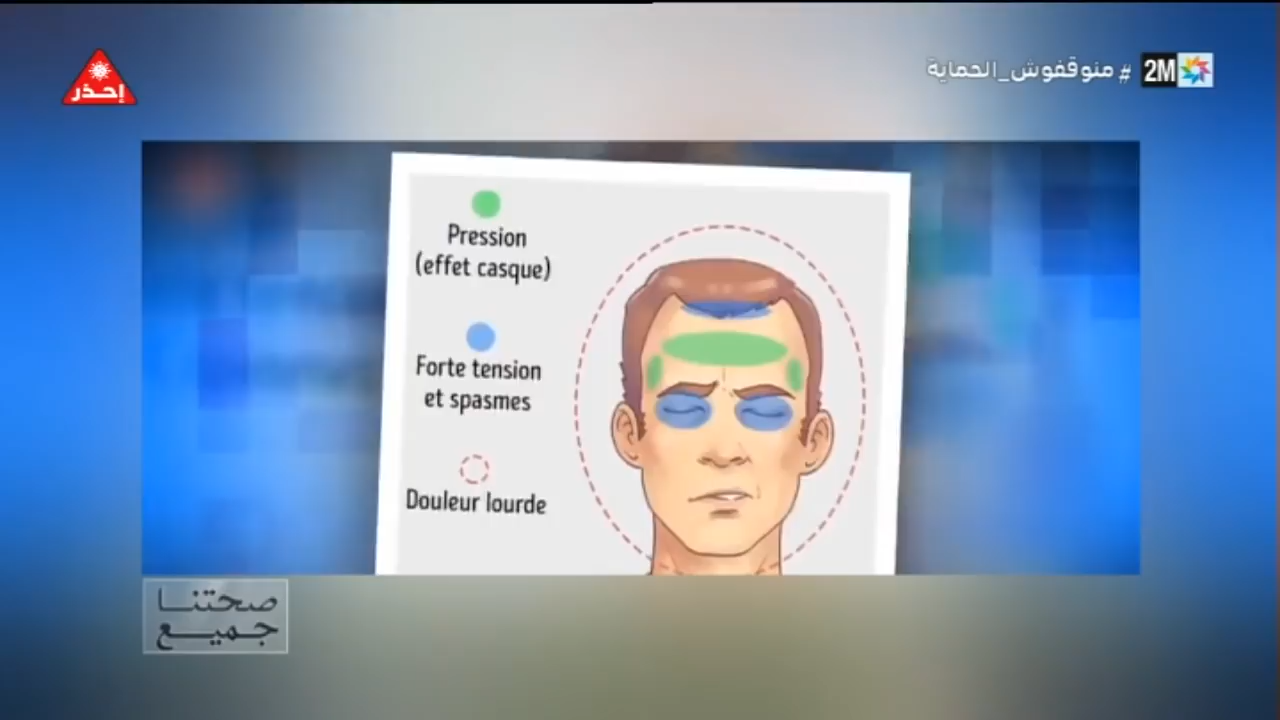 إحذر
# منوقفوش_الحماية
2M
Pression
(effet casque)
Forte tension
et spasmes
Douleur lourde
صحتنا
جميع